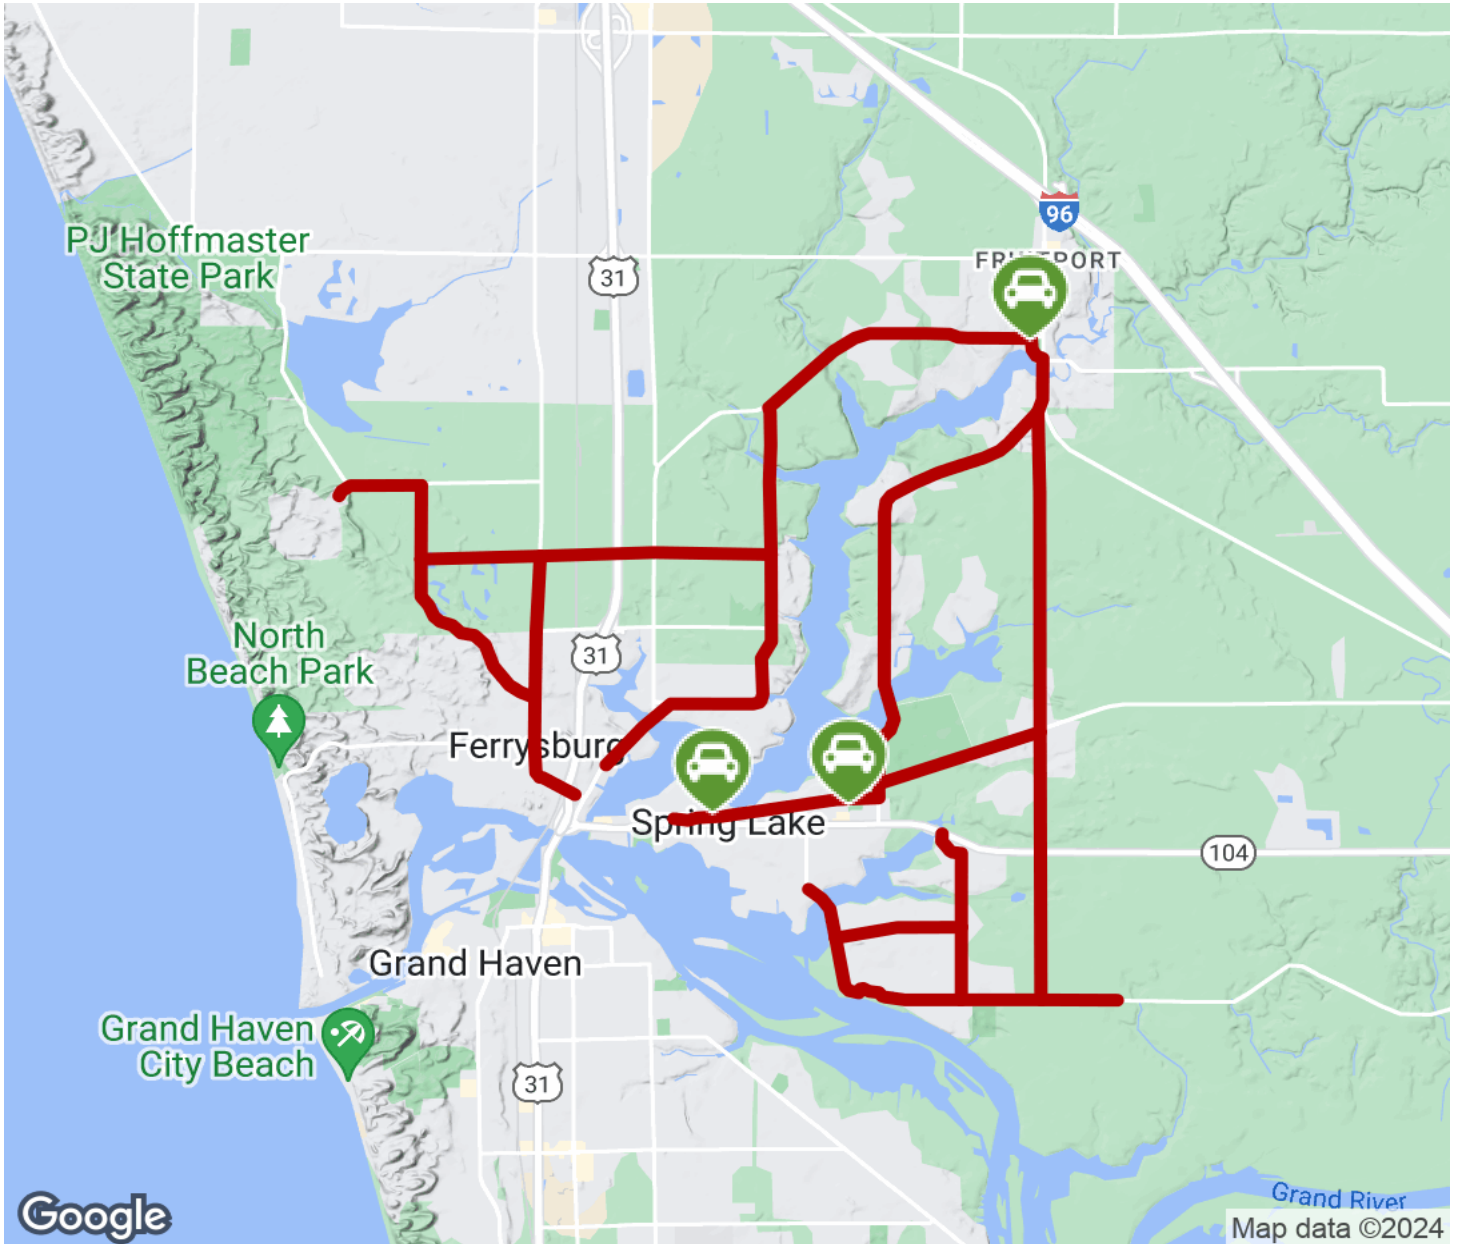 96
PJ Hoffmaster
State Park
FRUITPORT
31
North
Beach Park
31
Ferrysburg
Spring Lake
104
Grand Haven
Grand Haven
City Beach
31
Grand River
Google
Map data ©2024